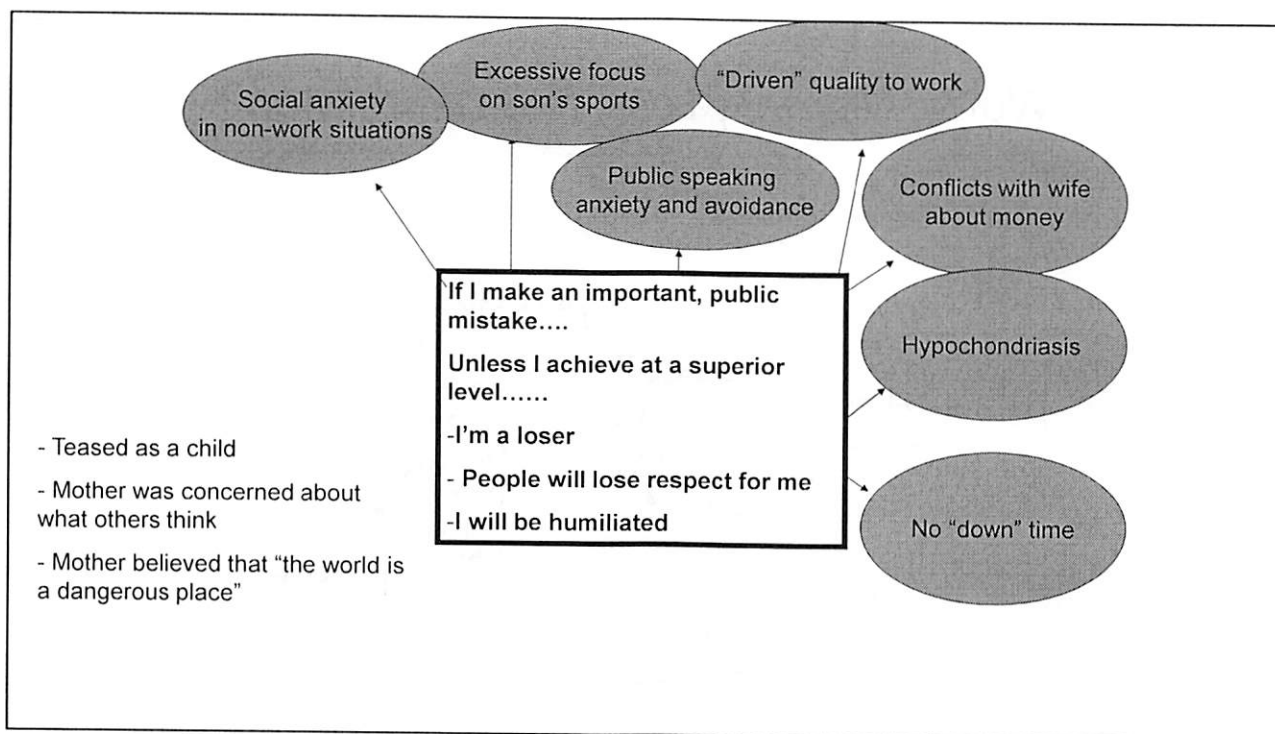 Social anxiety
in non-work situations
Excessive focus
on son's sports
"Driven" quality to work
Public speaking
anxiety and avoidance
Conflicts with wife
about money
Hypochondriasis
No "down" time
If I make an important, public
mistake....
Unless I achieve at a superior
level......
-I'm a loser
- People will lose respect for me
-I will be humiliated
- Teased as a child
- Mother was concerned about
what others think
- Mother believed that "the world is
a dangerous place"